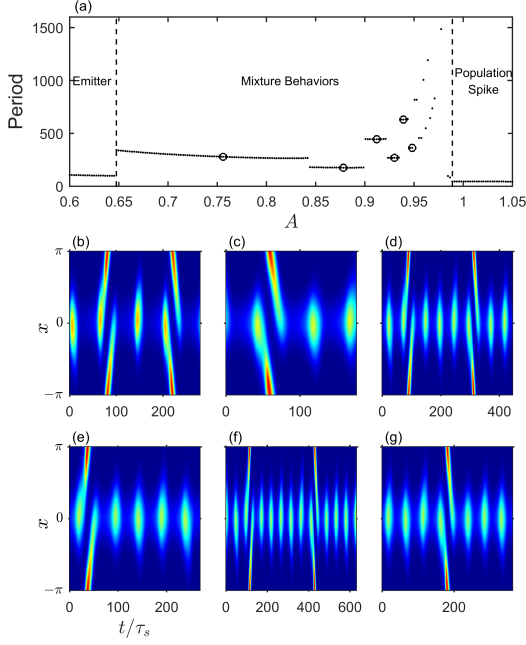 (a)
1500
1000
500
0
Period
Emitter
Mixture Behaviors
Population
Spike
0.6 0.65 0.7 0.75 0.8 0.85 0.9 0.95 1 1.05
A
(b) (c) (d)
π
0
−π
x
0 100 200
0 100
0 200 400
(e) (f) (g)
π
0
−π
x
0 100 200
0 200 400 600
0 200
t/τs